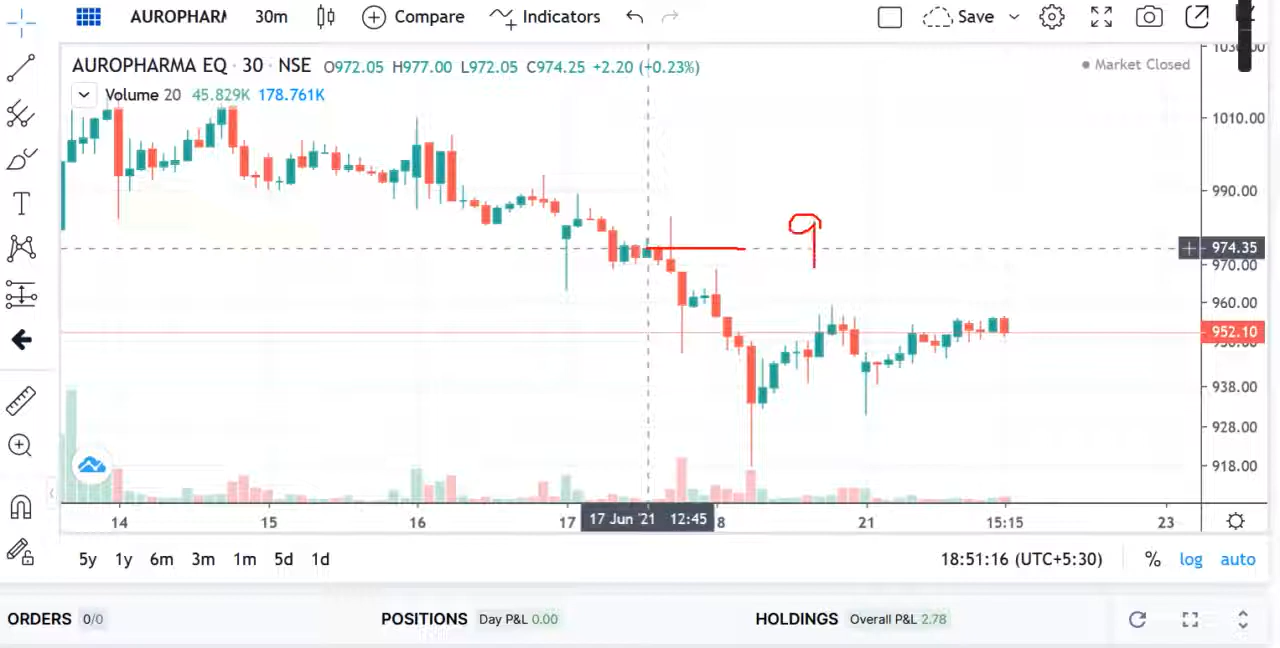 AUROPHARM 30m Compare Indicators Save
AUROPHARMA EQ · 30 · NSE O972.05 H977.00 L972.05 C974.25 +2.20 (+0.23%)
Market Closed
Volume 20 45.829K 178.761K
1010.00
990.00
9
974.35
970.00
960.00
952.10
938.00
928.00
918.00
14 15 16 17 17 Jun '21 12:45 8 21 15:15 23
5y 1y 6m 3m 1m 5d 1d 18:51:16 (UTC+5:30) % log auto
ORDERS 0/0 POSITIONS Day P&L 0.00 HOLDINGS Overall P&L 2.78